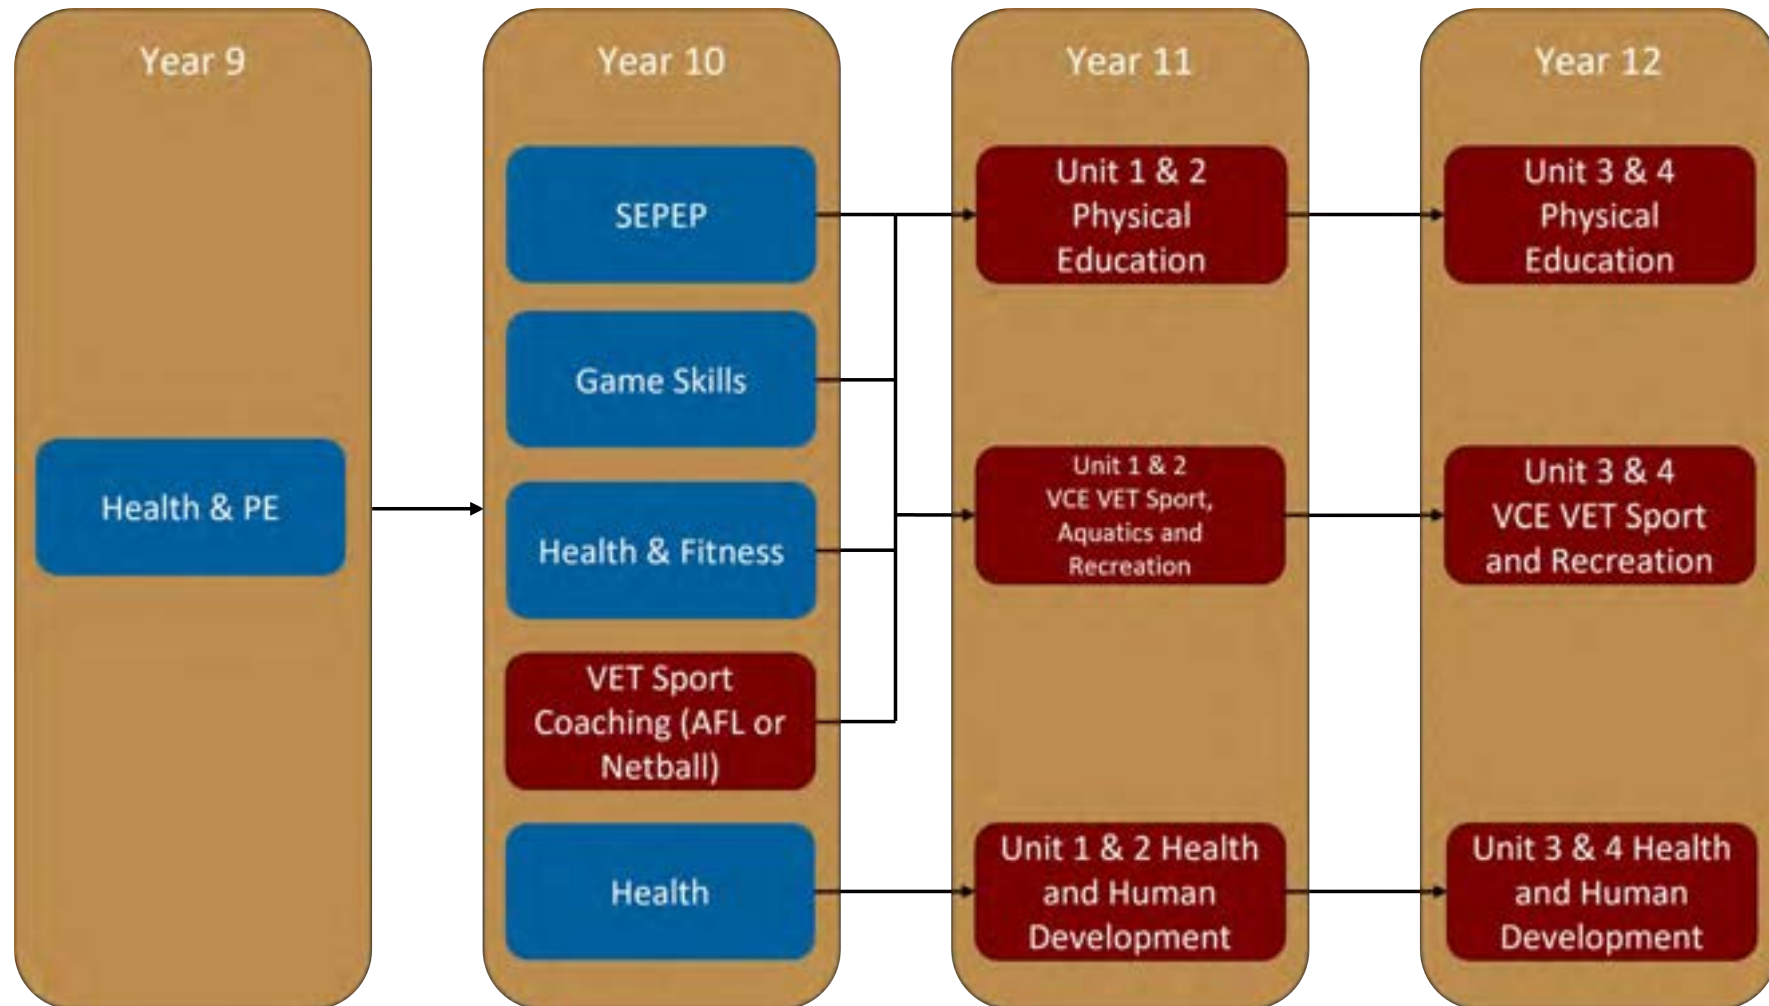 Year 9
Health & PE
Year 10
SEPEP
Game Skills
Health & Fitness
VET Sport
Coaching (AFL or
Netball)
Health
Year 11
Unit 1 & 2
Physical
Education
Unit 1 & 2
VCE VET Sport,
Aquatics and
Recreation
Unit 1 & 2 Health
and Human
Development
Year 12
Unit 3 & 4
Physical
Education
Unit 3 & 4
VCE VET Sport
and Recreation
Unit 3 & 4 Health
and Human
Development